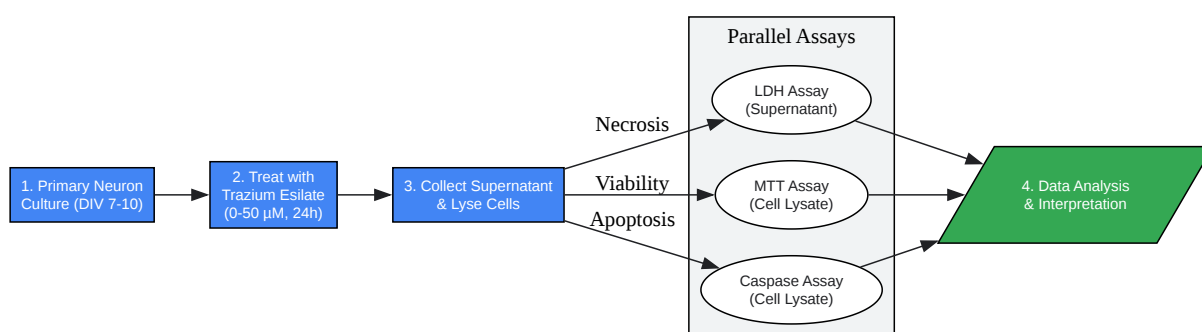 1. Primary Neuron
Culture (DIV 7-10)
2. Treat with
Trazium Esilate
(0-50 µM, 24h)
3. Collect Supernatant
& Lyse Cells
Necrosis
Viability
Apoptosis
Parallel Assays
LDH Assay
(Supernatant)
MTT Assay
(Cell Lysate)
Caspase Assay
(Cell Lysate)
4. Data Analysis
& Interpretation